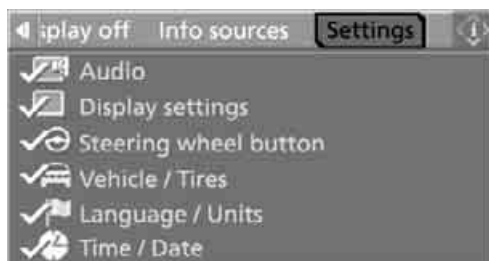 splay off Info sources Settings
Audio
Display settings
Steering wheel button
Vehicle / Tires
Language / Units
Time / Date